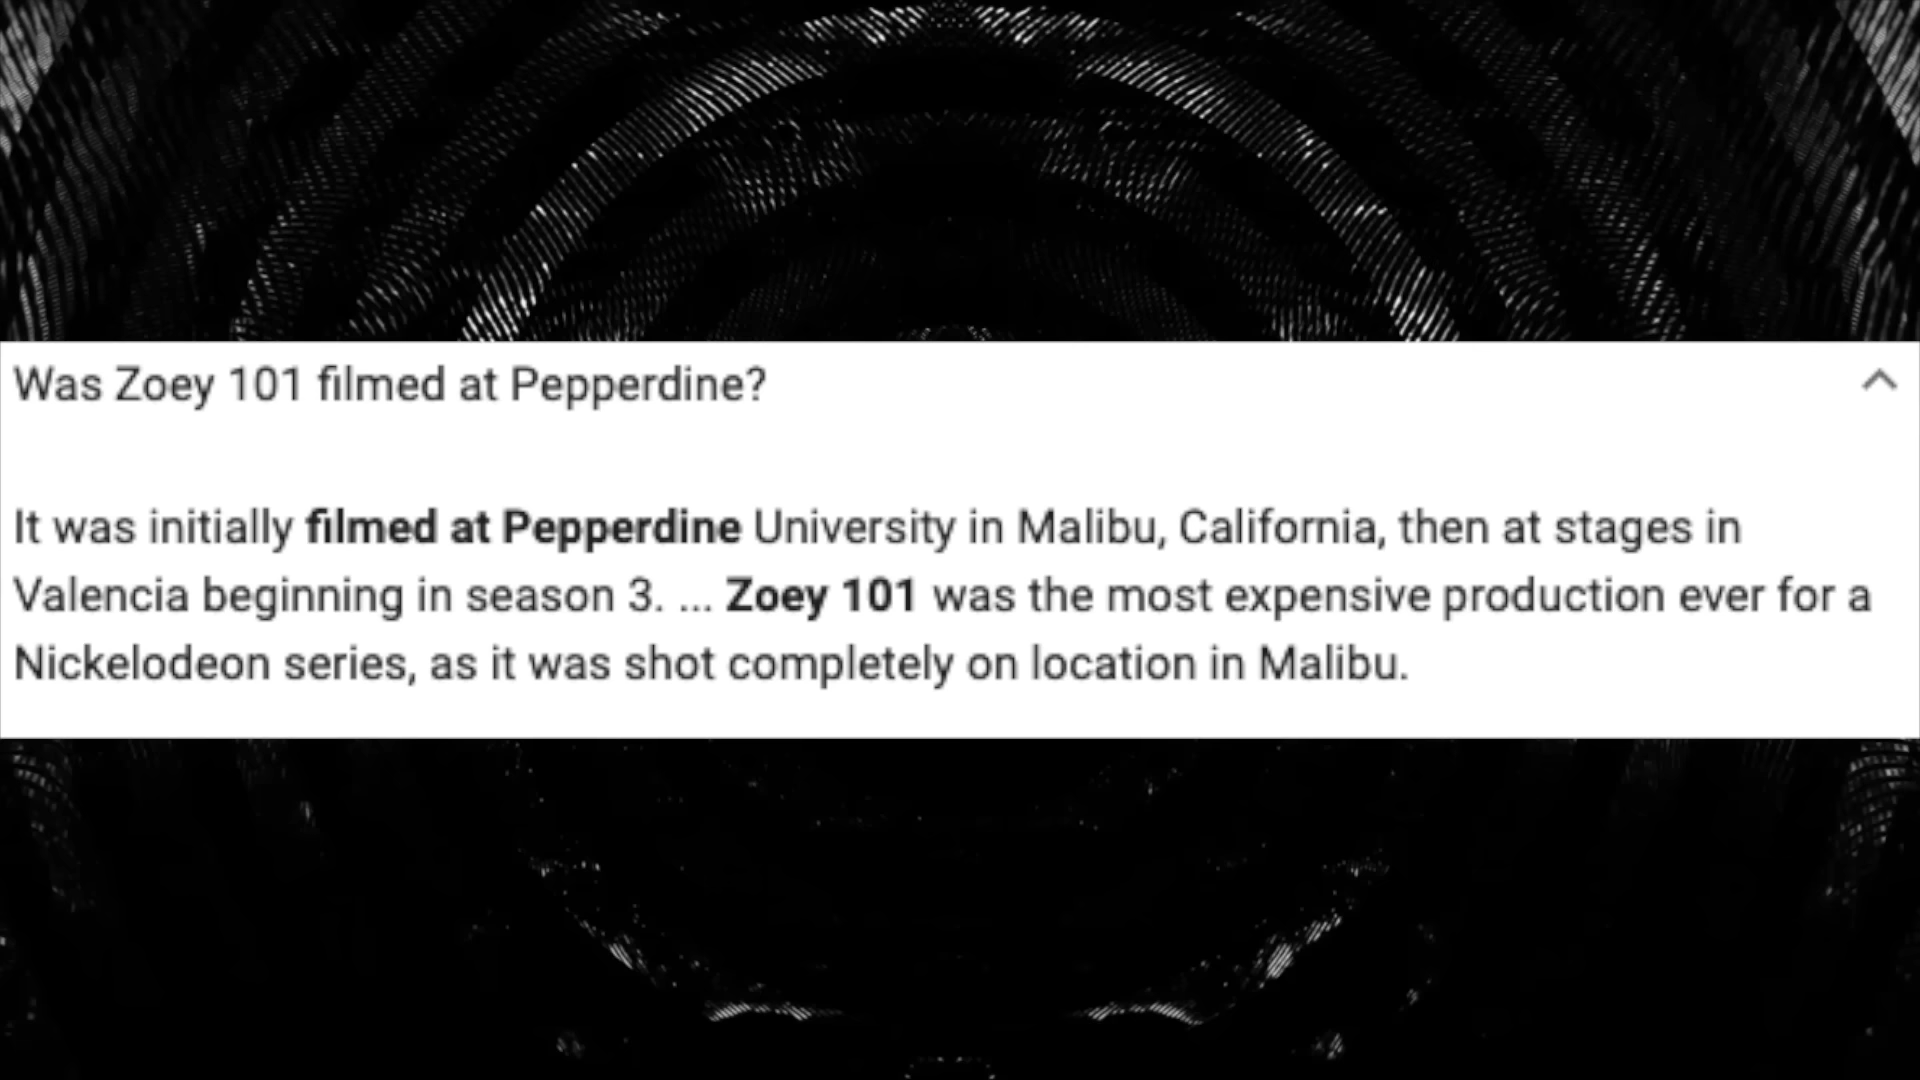 Was Zoey 101 filmed at Pepperdine?
It was initially filmed at Pepperdine University in Malibu, California, then at stages in
Valencia beginning in season 3. ... Zoey 101 was the most expensive production ever for a
Nickelodeon series, as it was shot completely on location in Malibu.